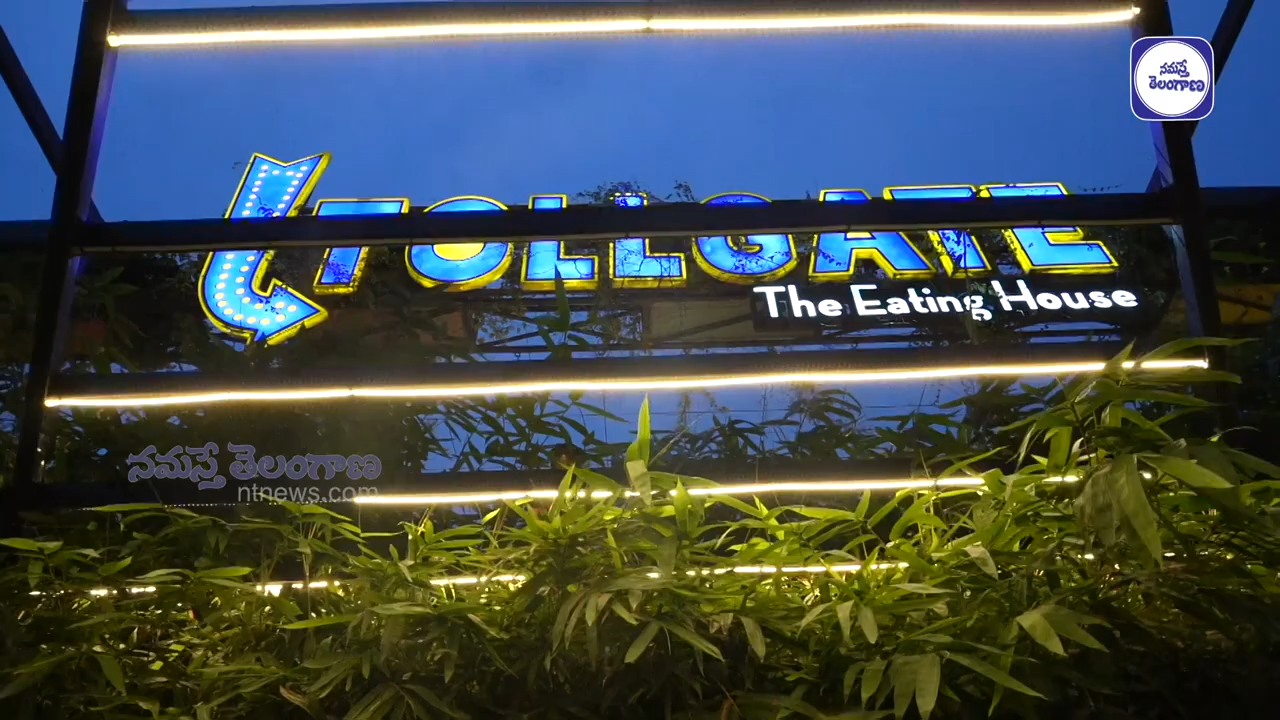 నమస్తే
తెలంగాణ
TOLLGATE
The Eating House
నమస్తే తెలంగాణ
ntnews.com